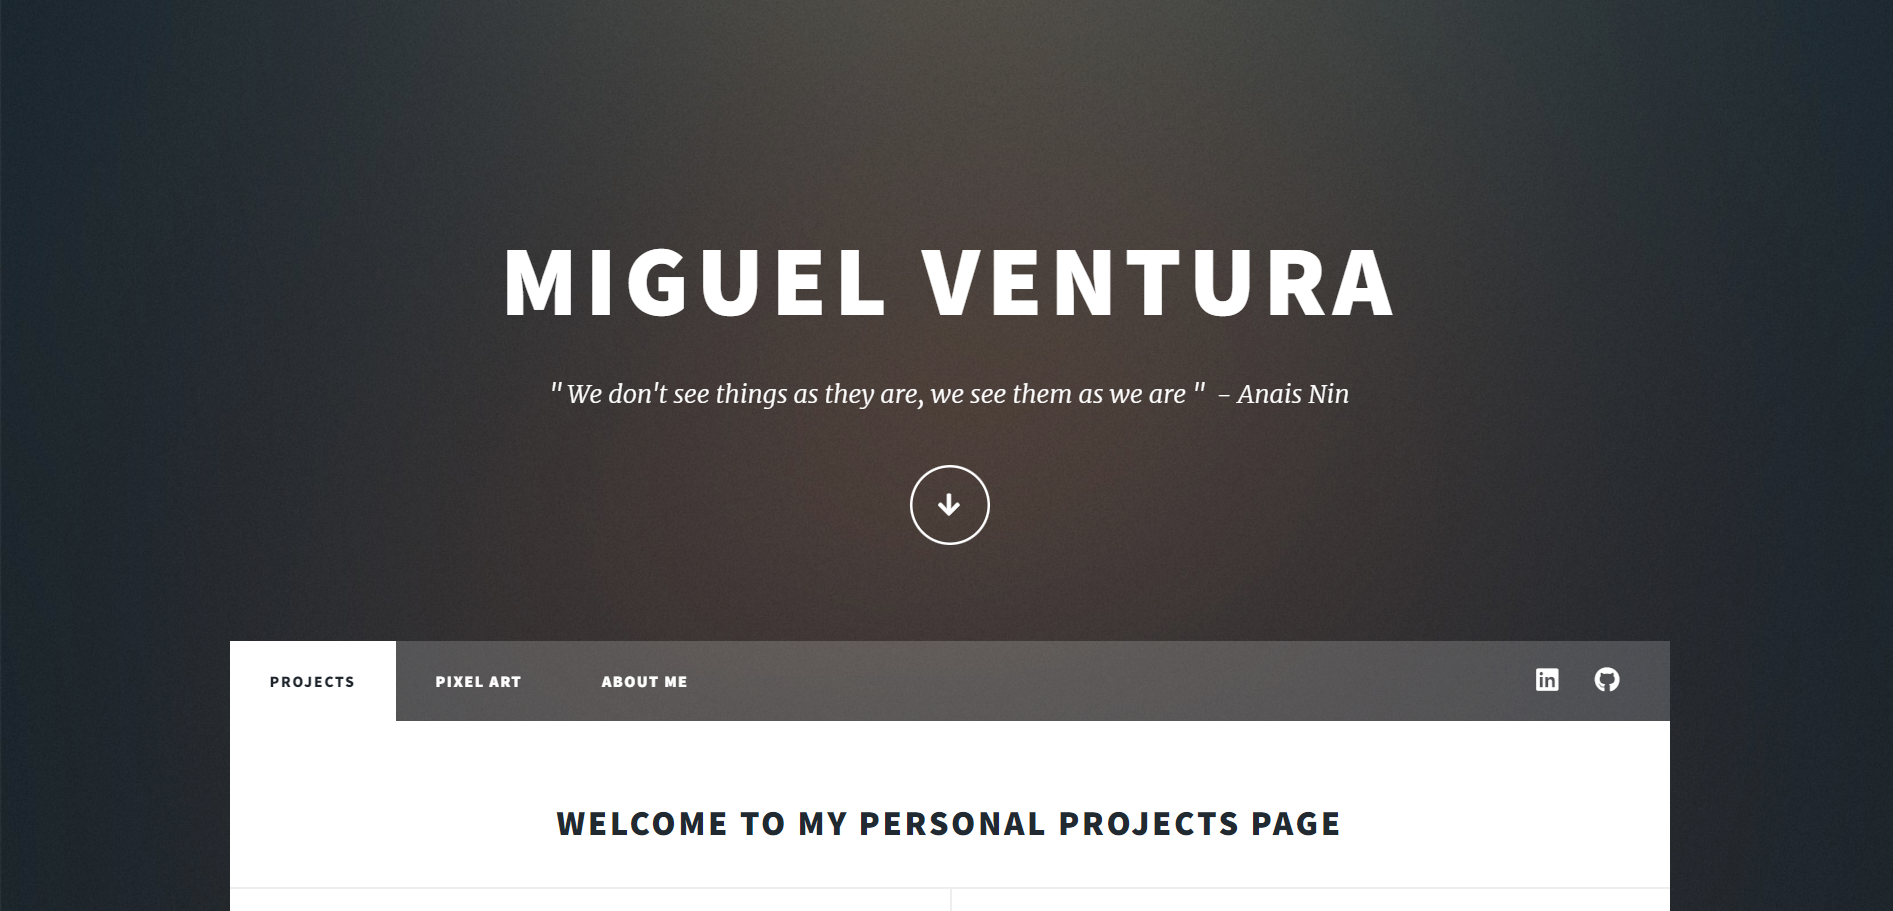 MIGUEL VENTURA
" We don't see things as they are, we see them as we are " – Anais Nin
PROJECTS
PIXEL ART
ABOUT ME
in
WELCOME TO MY PERSONAL PROJECTS PAGE